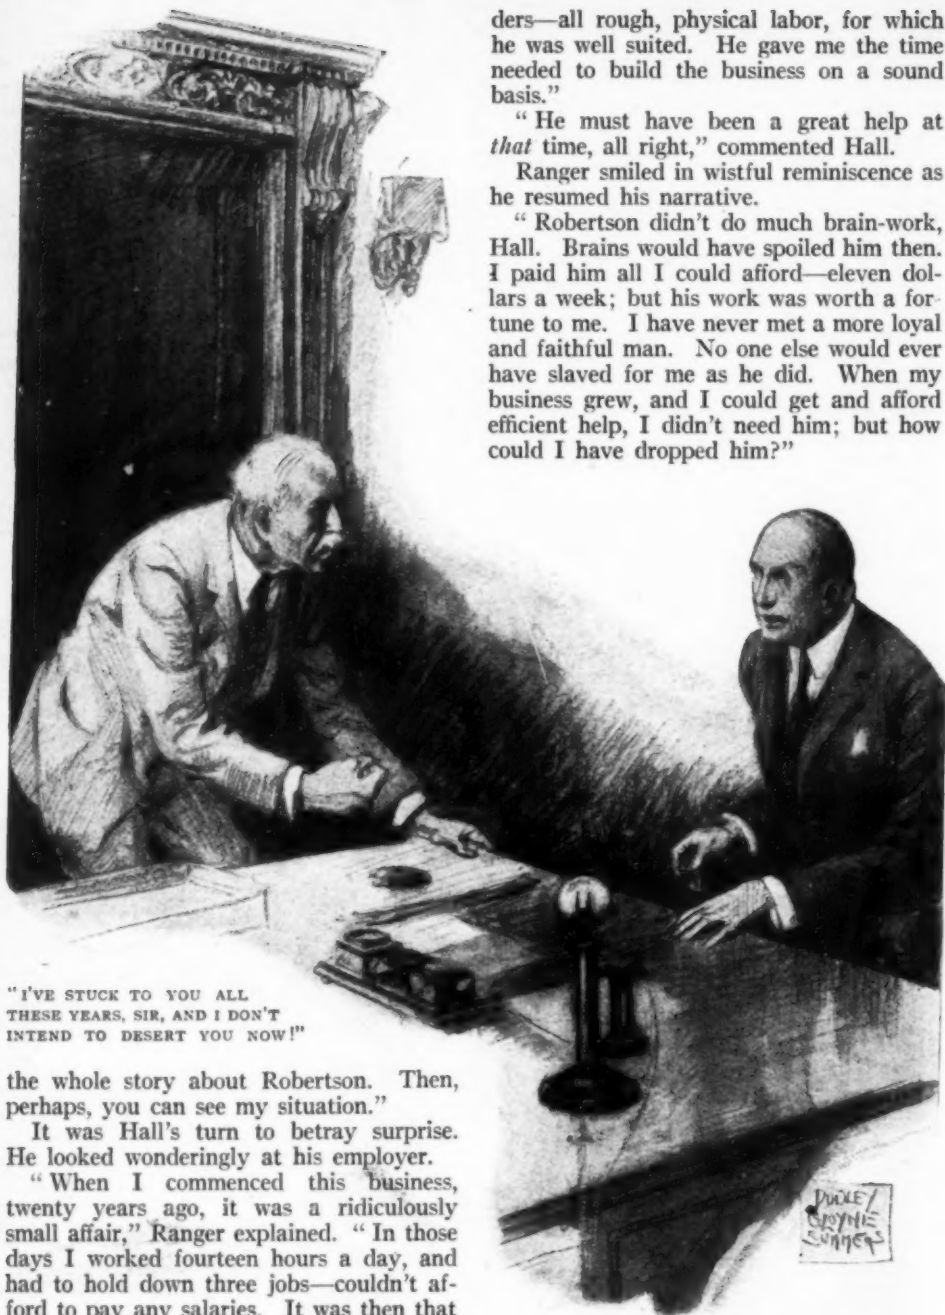 "I'VE STUCK TO YOU ALL
THESE YEARS, SIR, AND I DON'T
INTEND TO DESERT YOU NOW!"
the whole story about Robertson. Then,
perhaps, you can see my situation."
It was Hall's turn to betray surprise.
He looked wonderingly at his employer.
"When I commenced this business,
twenty years ago, it was a ridiculously
small affair," Ranger explained. "In those
days I worked fourteen hours a day, and
had to hold down three jobs—couldn't af-
ford to pay any salaries. It was then that
ders—all rough, physical labor, for which
he was well suited. He gave me the time
needed to build the business on a sound
basis."
"He must have been a great help at
that time, all right," commented Hall.
Ranger smiled in wistful reminiscence as
he resumed his narrative.
"Robertson didn't do much brain-work,
Hall. Brains would have spoiled him then.
I paid him all I could afford—eleven dol-
lars a week; but his work was worth a for-
tune to me. I have never met a more loyal
and faithful man. No one else would ever
have slaved for me as he did. When my
business grew, and I could get and afford
efficient help, I didn't need him; but how
could I have dropped him?"
DUDLEY
GLOYNE
SUMMERS